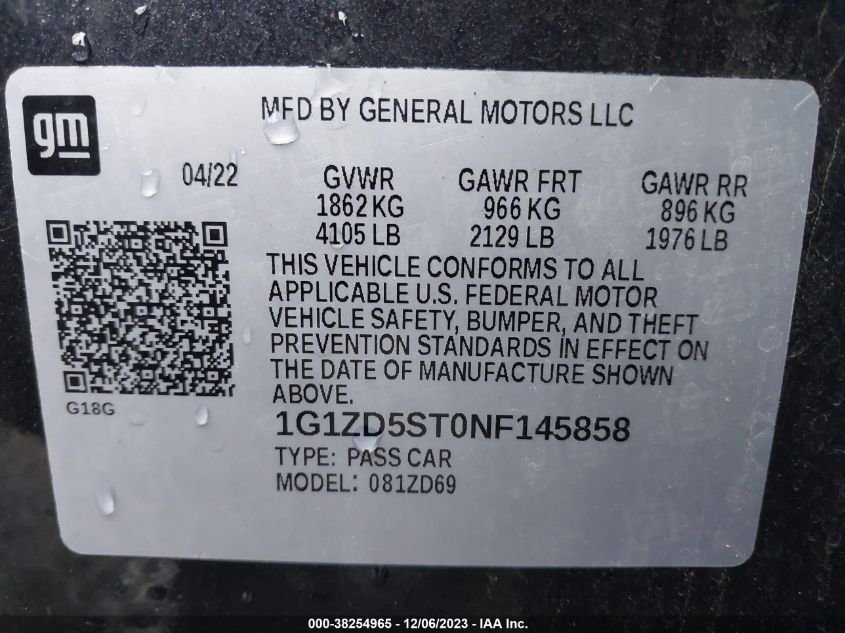 gm
MFD BY GENERAL MOTORS LLC
04/22 GVWR GAWR FRT GAWR RR
1862 KG 966 KG 896 KG
4105 LB 2129 LB 1976 LB
THIS VEHICLE CONFORMS TO ALL
APPLICABLE U.S. FEDERAL MOTOR
VEHICLE SAFETY, BUMPER, AND THEFT
PREVENTION STANDARDS IN EFFECT ON
THE DATE OF MANUFACTURE SHOWN
ABOVE.
G18G
1G1ZD5ST0NF145858
TYPE: PASS CAR
MODEL: 081ZD69
000-38254965 - 12/06/2023 - IAA Inc.